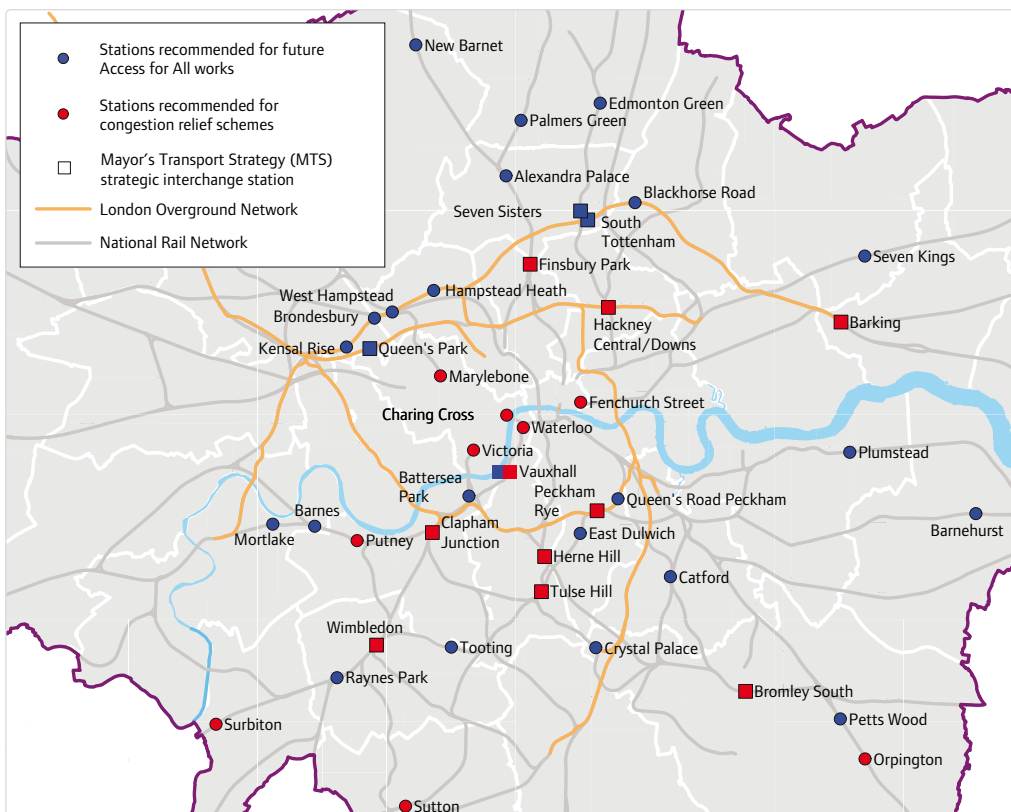 Stations recommended for future
Access for All works
Stations recommended for
congestion relief schemes
Mayor's Transport Strategy (MTS)
strategic interchange station
London Overground Network
National Rail Network
New Barnet
Edmonton Green
Palmers Green
Alexandra Palace
Blackhorse Road
Seven Sisters
South
Tottenham
Seven Kings
Finsbury Park
Hampstead Heath
West Hampstead
Brondesbury
Hackney
Central/Downs
Barking
Kensal Rise
Queen's Park
Marylebone
Fenchurch Street
Charing Cross
Waterloo
Victoria
Plumstead
Vauxhall
Battersea
Park
Peckham
Rye
Queen's Road Peckham
Barnes
Mortlake
Putney
Clapham
Junction
East Dulwich
Barnehurst
Herne Hill
Catford
Tulse Hill
Wimbledon
Tooting
Crystal Palace
Raynes Park
Bromley South
Surbiton
Petts Wood
Orpington
Sutton